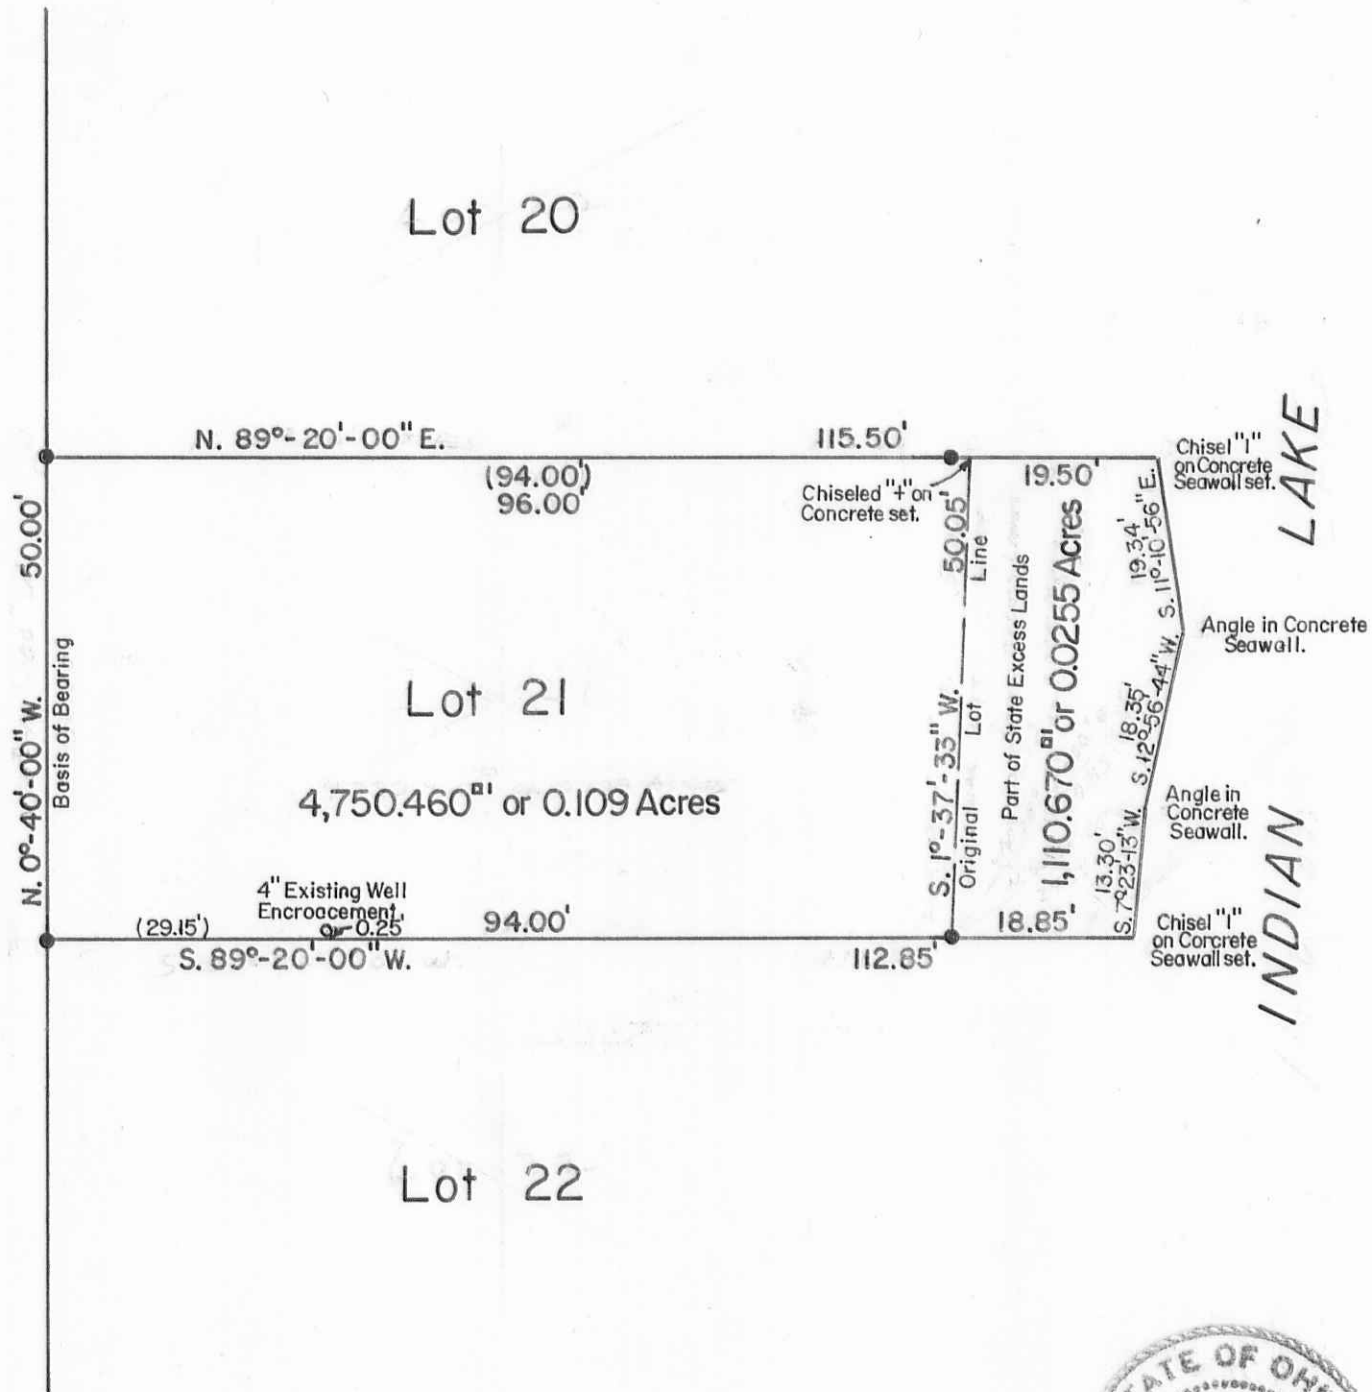 Lot 20
N. 89°-20'-00" E.
115.50'
(94.00')
96.00'
Chiseled "+" on
Concrete set.
19.50'
Chisel "I"
on Concrete
Seawall set.
LAKE
50.00'
N. 0°-40'-00" W.
Basis of Bearing
50.05'
S. 1°-37'-33" W.
Original Lot Line
Part of State Excess Lands
1,110.670⊡' or 0.0255 Acres
19.34'
S. 11°-10'-56" E.
Angle in Concrete
Seawall.
18.35'
S. 12°-56'-44" W.
Angle in
Concrete
Seawall.
13.30'
S. 7°23'-13" W.
Lot 21
4,750.460⊡' or 0.109 Acres
4" Existing Well
Encroacement.
(29.15')
0.25
94.00'
18.85'
S. 89°-20'-00" W.
112.85'
Chisel "I"
on Corcrete
Seawall set.
INDIAN
Lot 22
ATE OF OH